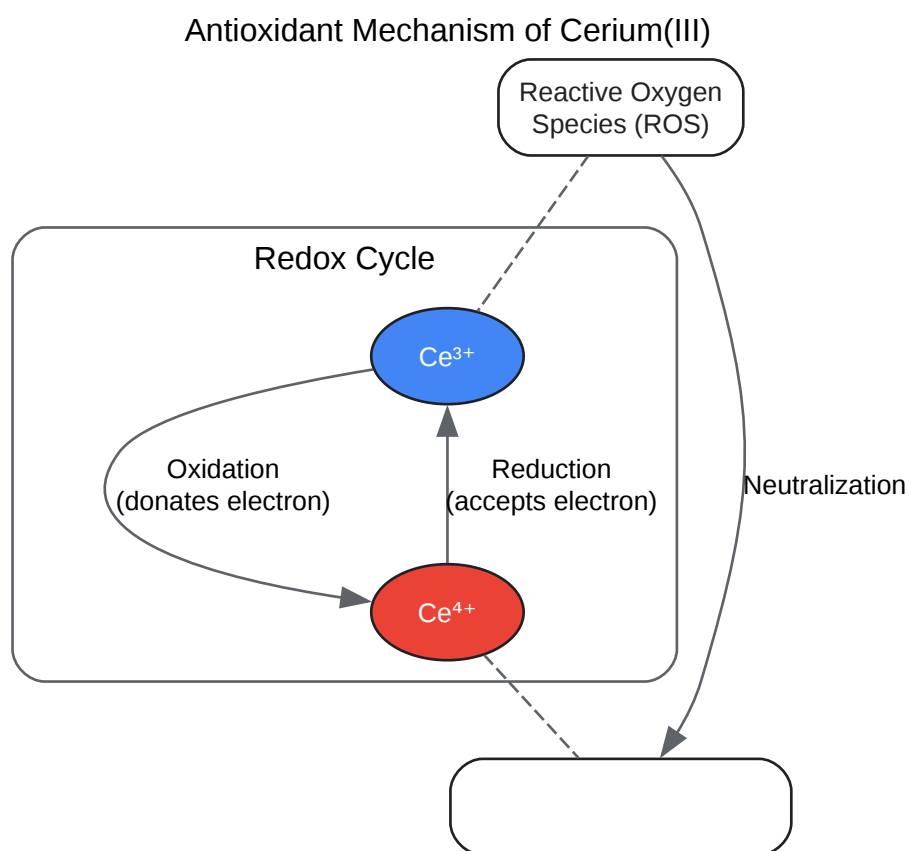 Antioxidant Mechanism of Cerium(III)
Reactive Oxygen
Species (ROS)
Redox Cycle
Ce³⁺
Oxidation
(donates electron)
Reduction
(accepts electron)
Neutralization
Ce⁴⁺